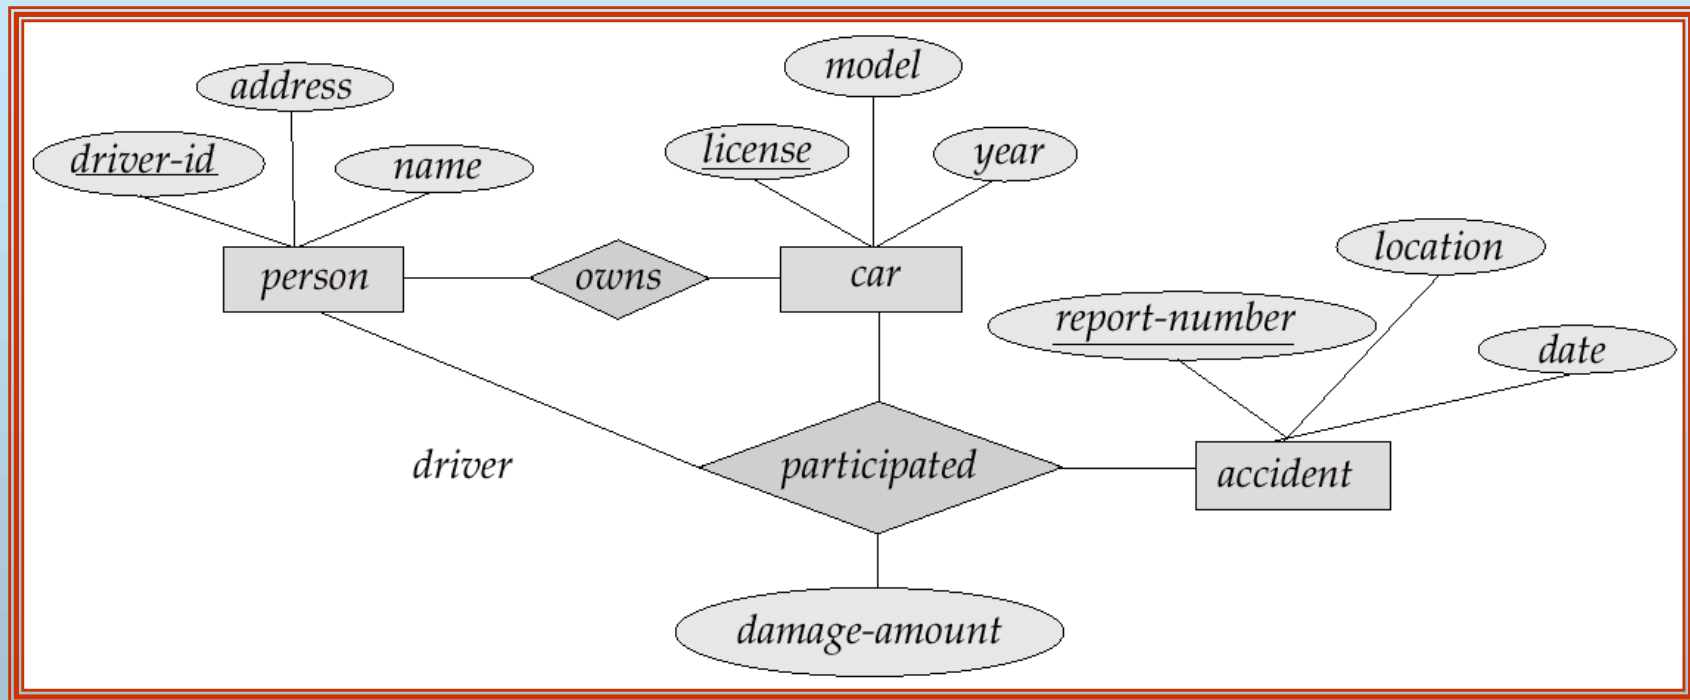 model
address
license
year
driver-id
name
location
person
owns
car
report-number
date
driver
participated
accident
damage-amount